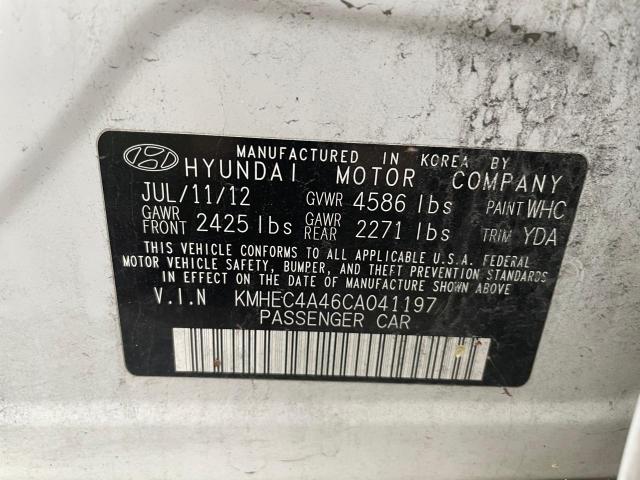 MANUFACTURED IN KOREA BY
HYUNDAI MOTOR COMPANY
JUL/11/12 GVWR 4586 lbs PAINT WHC
GAWR FRONT 2425 lbs GAWR REAR 2271 lbs TRIM YDA
THIS VEHICLE CONFORMS TO ALL APPLICABLE U.S.A. FEDERAL
MOTOR VEHICLE SAFETY, BUMPER, AND THEFT PREVENTION STANDARDS
IN EFFECT ON THE DATE OF MANUFACTURE SHOWN ABOVE
V.I.N KMHEC4A46CA041197
PASSENGER CAR